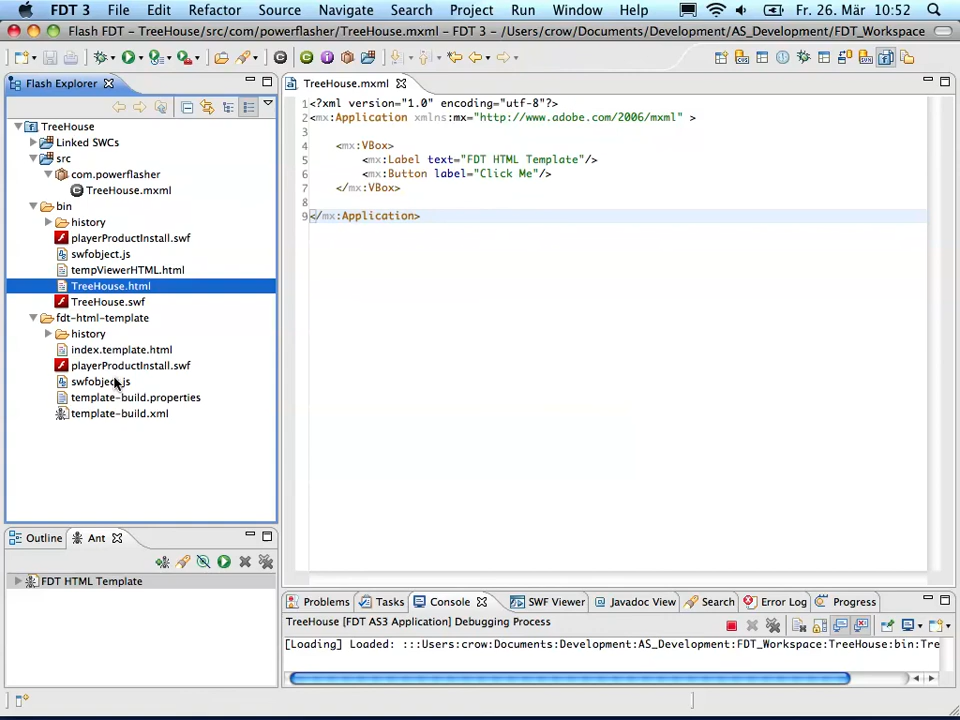 FDT 3 File Edit Refactor Source Navigate Search Project Run Window Help Fr. 26. Mär 10:52
Flash FDT – TreeHouse/src/com/powerflasher/TreeHouse.mxml – FDT 3 – /Users/crow/Documents/Development/AS_Development/FDT_Workspace
Flash Explorer
TreeHouse
Linked SWCs
src
com.powerflasher
TreeHouse.mxml
bin
history
playerProductInstall.swf
swfobject.js
tempViewerHTML.html
TreeHouse.html
TreeHouse.swf
fdt-html-template
history
index.template.html
playerProductInstall.swf
swfobject.js
template-build.properties
template-build.xml
TreeHouse.mxml
1 <?xml version="1.0" encoding="utf-8"?>
2 <mx:Application xmlns:mx="http://www.adobe.com/2006/mxml" >
3
4 <mx:VBox>
5 <mx:Label text="FDT HTML Template"/>
6 <mx:Button label="Click Me"/>
7 </mx:VBox>
8
9 </mx:Application>
Outline Ant
FDT HTML Template
Problems Tasks Console SWF Viewer Javadoc View Search Error Log Progress
TreeHouse [FDT AS3 Application] Debugging Process
[Loading] Loaded: :::Users:crow:Documents:Development:AS_Development:FDT_Workspace:TreeHouse:bin:Tre